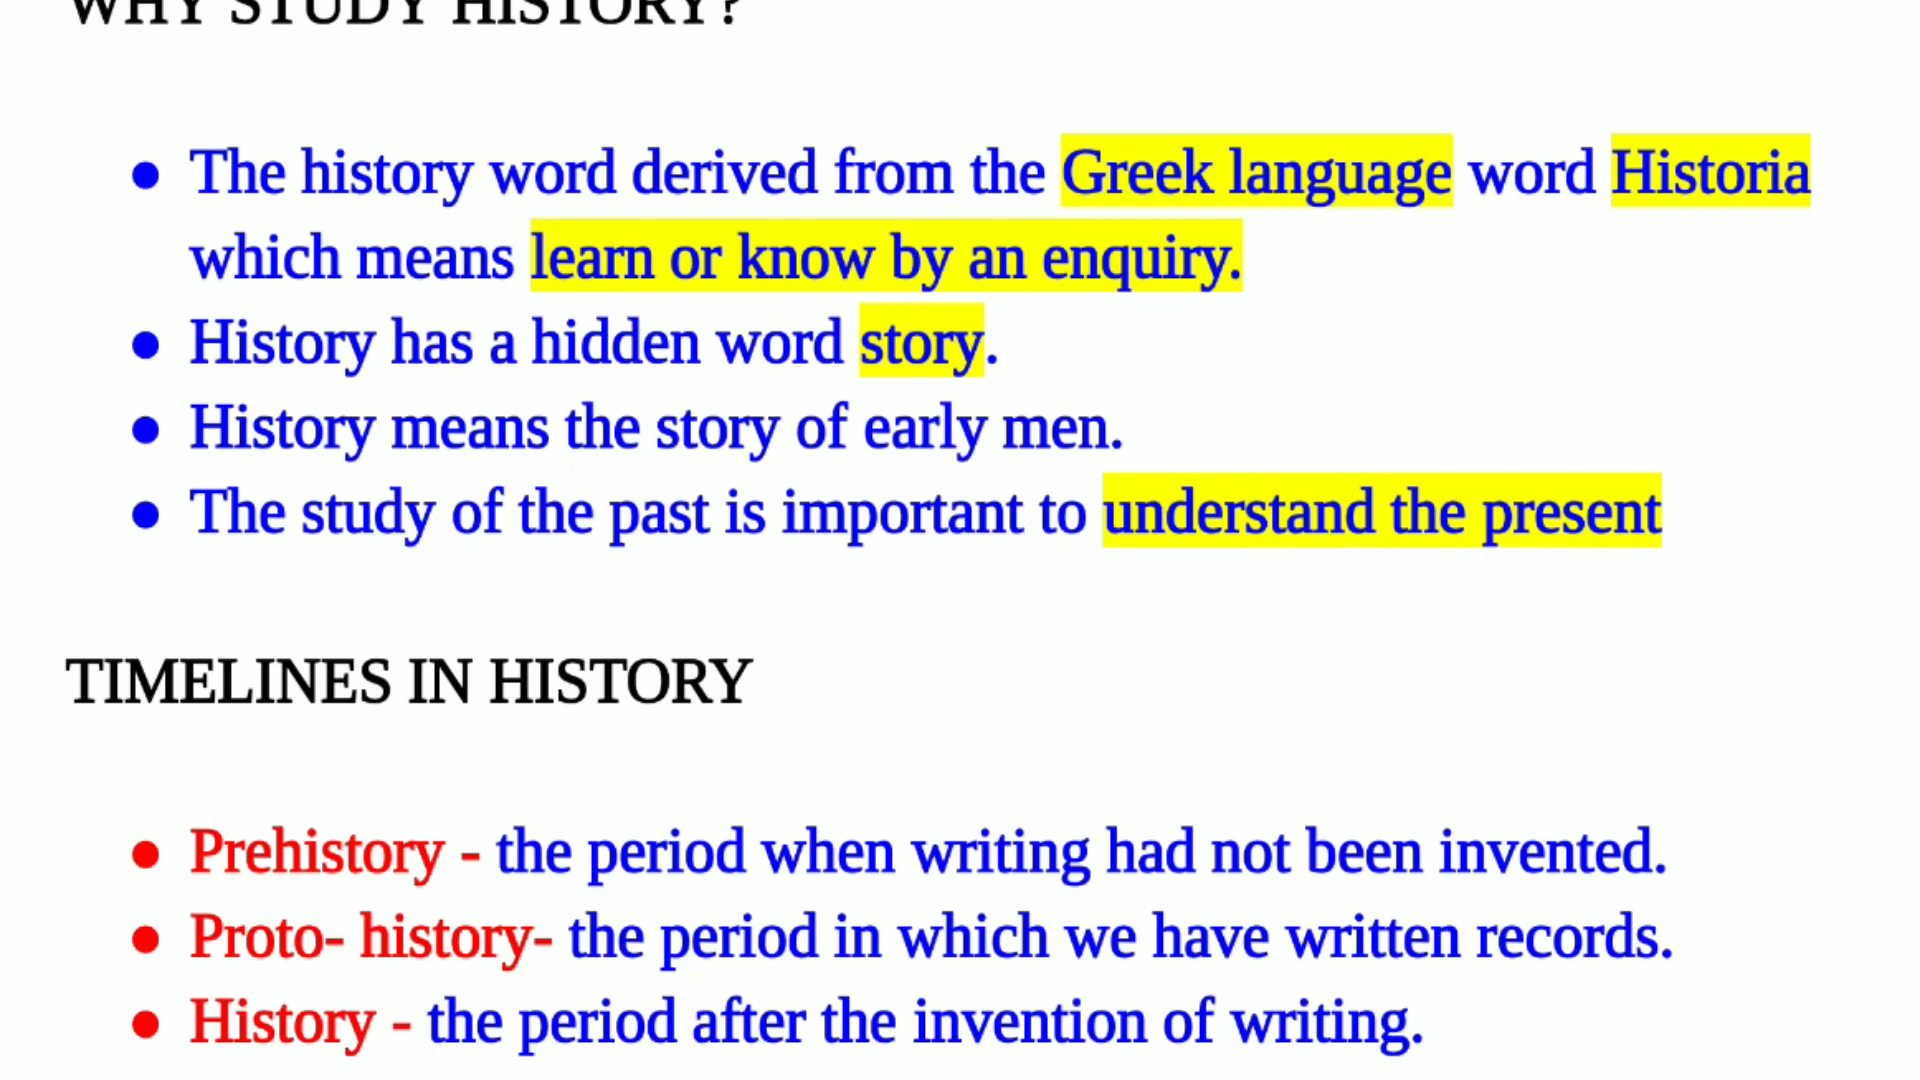 WHY STUDY HISTORY?
● The history word derived from the Greek language word Historia
which means learn or know by an enquiry.
● History has a hidden word story.
● History means the story of early men.
● The study of the past is important to understand the present
TIMELINES IN HISTORY
● Prehistory - the period when writing had not been invented.
● Proto- history- the period in which we have written records.
● History - the period after the invention of writing.